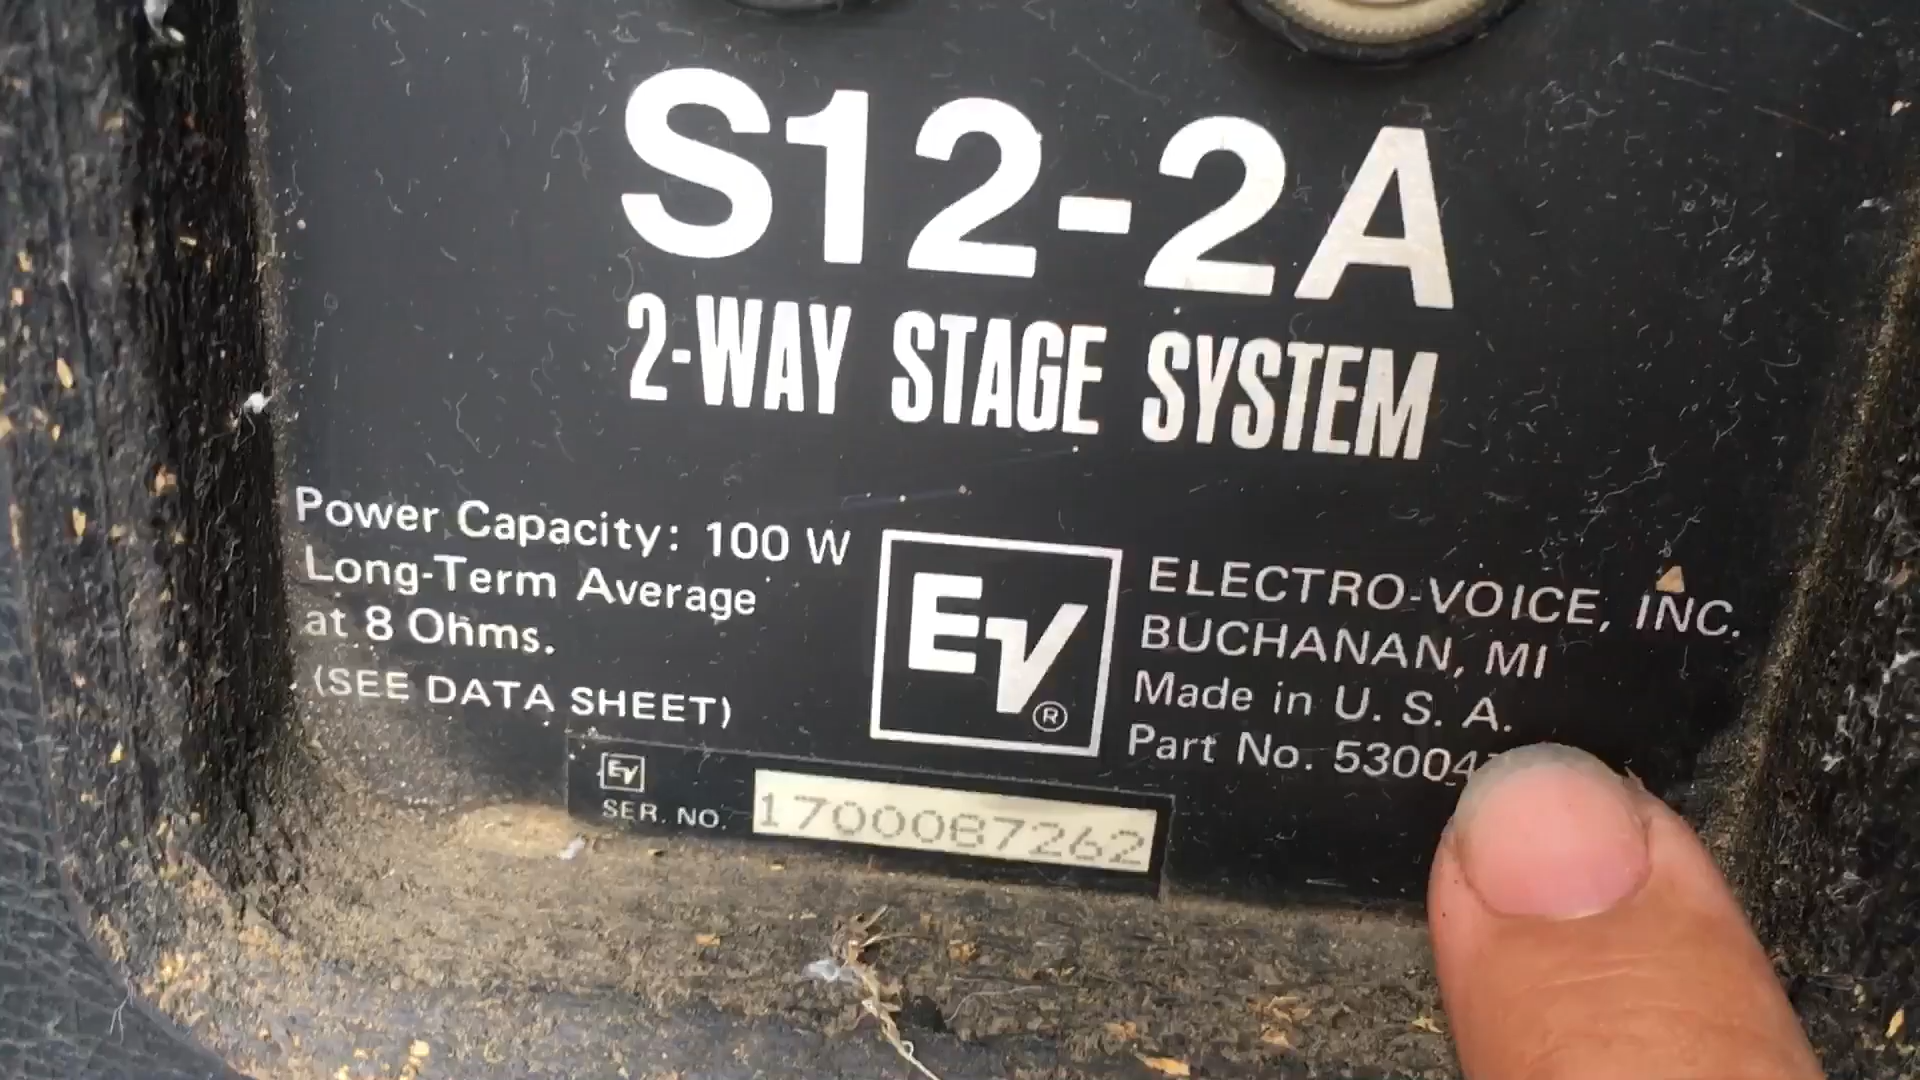 S12-2A
2-WAY STAGE SYSTEM
Power Capacity: 100 W
Long-Term Average
at 8 Ohms.
(SEE DATA SHEET)
EV®
ELECTRO-VOICE, INC.
BUCHANAN, MI
Made in U. S. A.
Part No.
EV
SER. NO. 1700087262